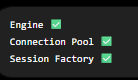 Engine ✅
Connection Pool ✅
Session Factory ✅